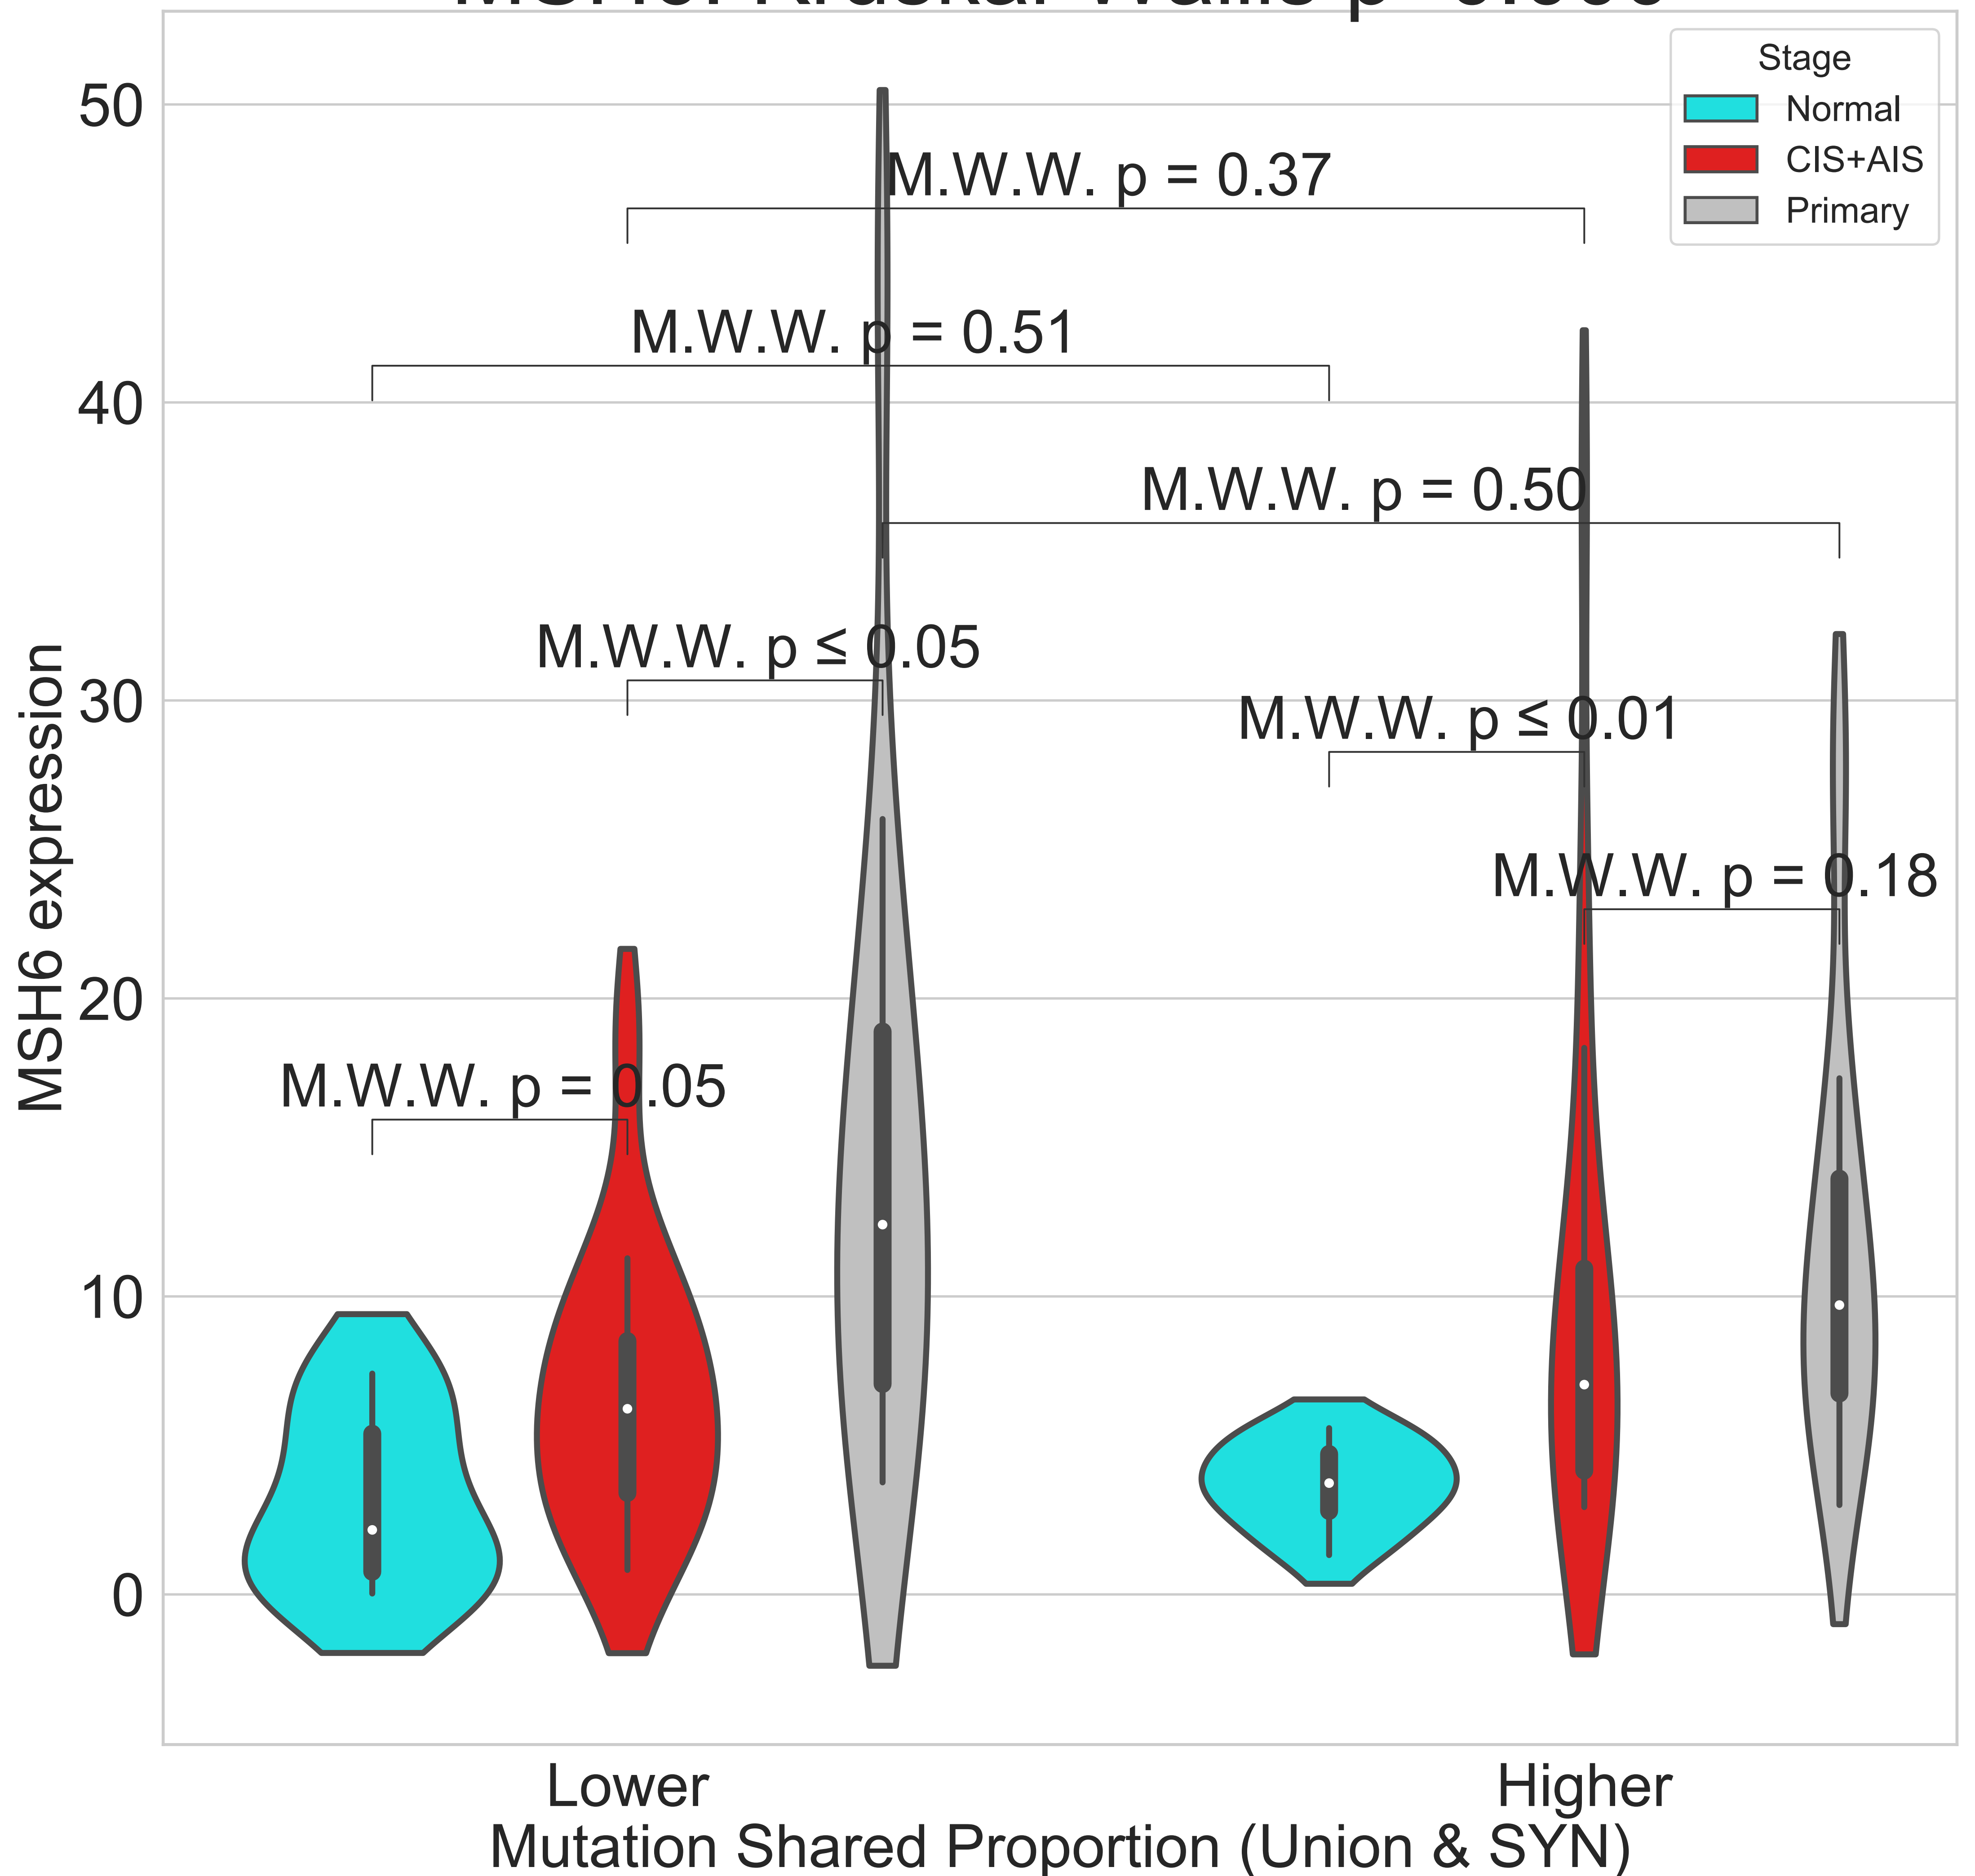 Stage
Normal
CIS+AIS
Primary
50
40
30
20
10
0
MSH6 expression
M.W.W. p = 0.37
M.W.W. p = 0.51
M.W.W. p = 0.50
M.W.W. p ≤ 0.05
M.W.W. p ≤ 0.01
M.W.W. p = 0.18
M.W.W. p = 0.05
Lower
Higher
Mutation Shared Proportion (Union & SYN)